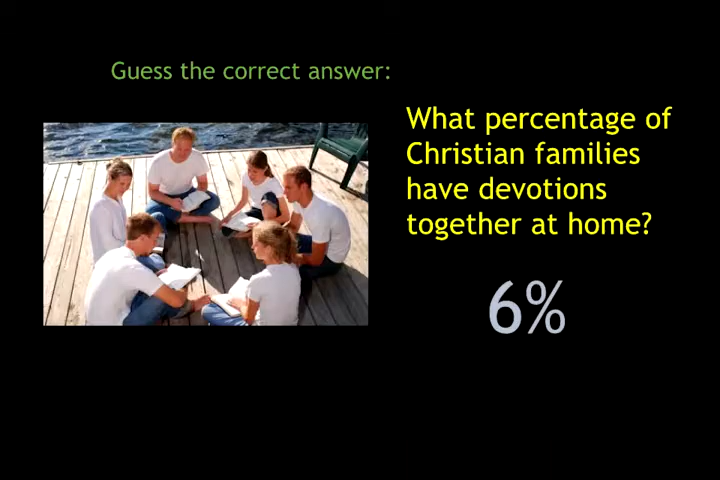 Guess the correct answer:
What percentage of
Christian families
have devotions
together at home?
6%